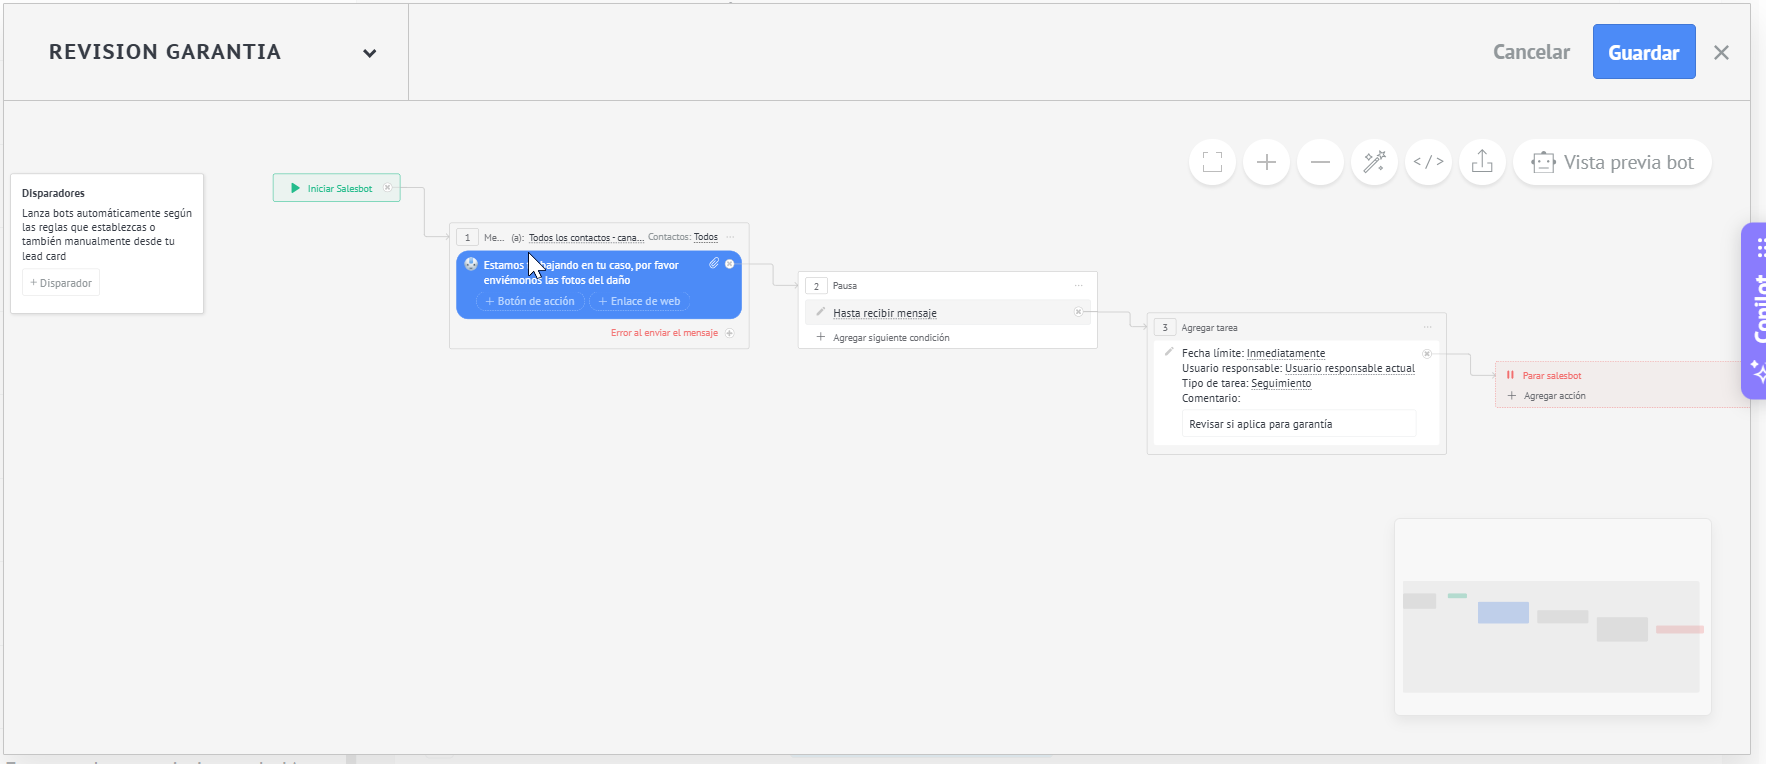 REVISION GARANTIA
Cancelar
Guardar
</>
Vista previa bot
Disparadores
Lanza bots automáticamente según
las reglas que establezcas o
también manualmente desde tu
lead card
+ Disparador
Iniciar Salesbot
1 Me... (a): Todos los contactos - cana... Contactos: Todos ...
Estamos bajando en tu caso, por favor
enviémonos las fotos del daño
+ Botón de acción + Enlace de web
Error al enviar el mensaje
2 Pausa ...
Hasta recibir mensaje
+ Agregar siguiente condición
3 Agregar tarea ...
Fecha límite: Inmediatamente
Usuario responsable: Usuario responsable actual
Tipo de tarea: Seguimiento
Comentario:
Revisar si aplica para garantía
Parar salesbot
+ Agregar acción
Copilot